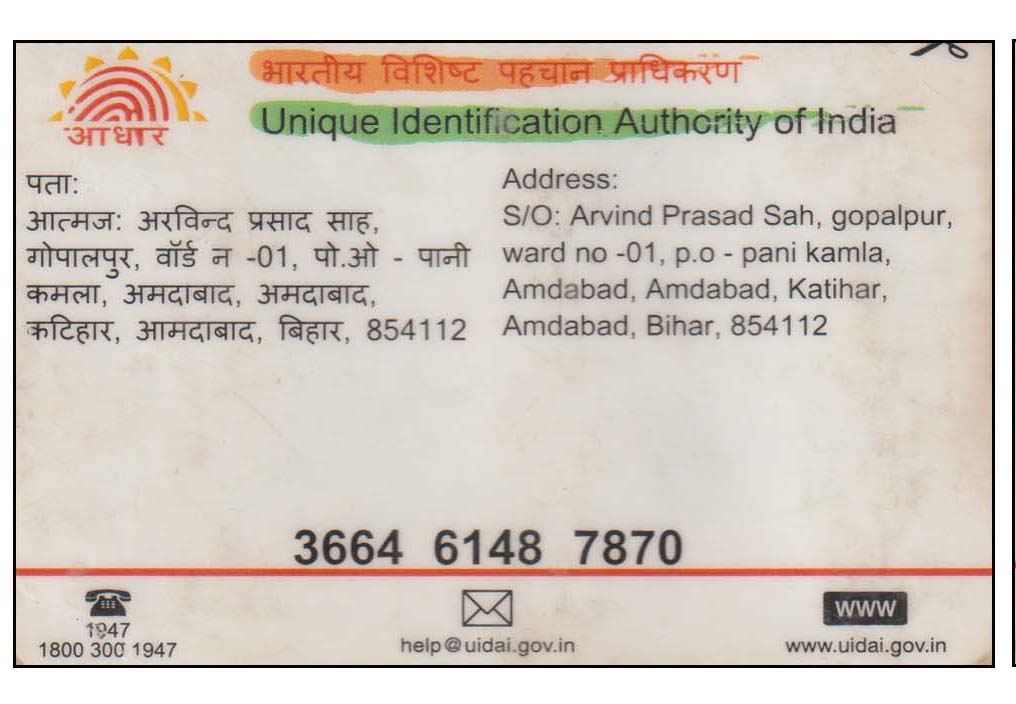 आधार
भारतीय विशिष्ट पहचान प्राधिकरण
Unique Identification Authority of India
पता:
आत्मज: अरविन्द प्रसाद साह,
गोपालपुर, वॉर्ड न -01, पो.ओ - पानी
कमला, अमदाबाद, अमदाबाद,
कटिहार, आमदाबाद, बिहार, 854112
Address:
S/O: Arvind Prasad Sah, gopalpur,
ward no -01, p.o - pani kamla,
Amdabad, Amdabad, Katihar,
Amdabad, Bihar, 854112
3664 6148 7870
1947
1800 300 1947
help@uidai.gov.in
www
www.uidai.gov.in